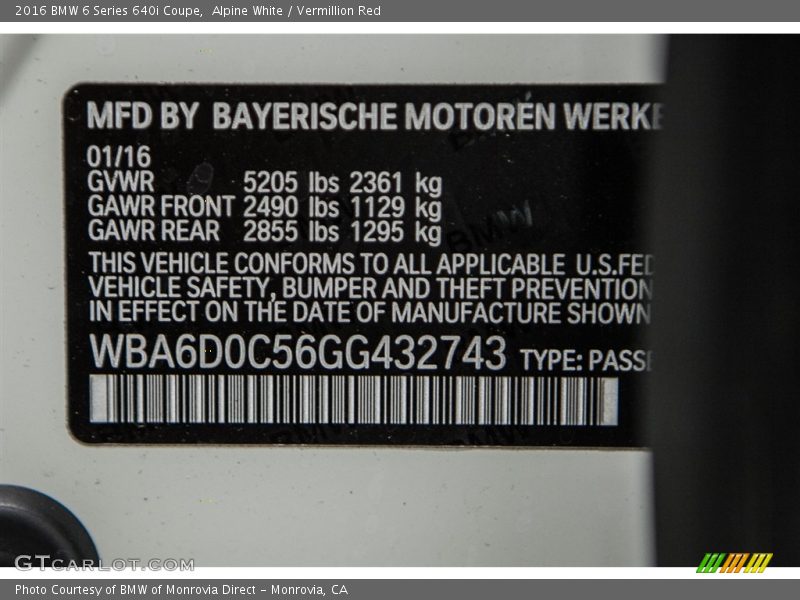 2016 BMW 6 Series 640i Coupe, Alpine White / Vermillion Red
MFD BY BAYERISCHE MOTOREN WERKE
01/16
GVWR 5205 lbs 2361 kg
GAWR FRONT 2490 lbs 1129 kg
GAWR REAR 2855 lbs 1295 kg
THIS VEHICLE CONFORMS TO ALL APPLICABLE U.S.FED
VEHICLE SAFETY, BUMPER AND THEFT PREVENTION
IN EFFECT ON THE DATE OF MANUFACTURE SHOWN
WBA6D0C56GG432743 TYPE: PASSE
GTCARLOT.COM
Photo Courtesy of BMW of Monrovia Direct - Monrovia, CA